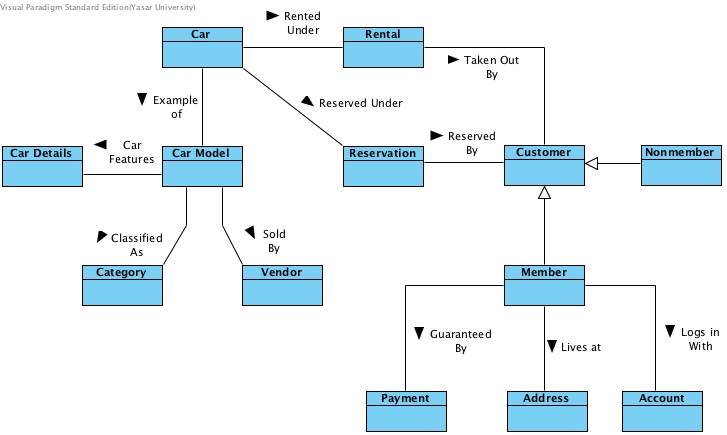 Visual Paradigm Standard Edition(Yasar University)
Rented
Under
Car
Rental
Taken Out
By
Example
of
Reserved Under
Car
Features
Reserved
By
Car Details
Car Model
Reservation
Customer
Nonmember
Classified
As
Sold
By
Category
Vendor
Member
Guaranteed
By
Lives at
Logs in
With
Payment
Address
Account